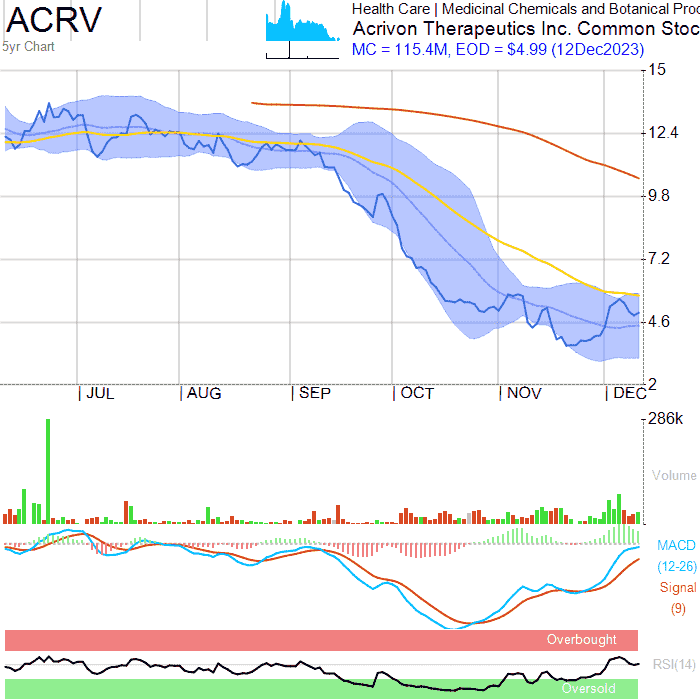 ACRV
5yr Chart
Health Care | Medicinal Chemicals and Botanical Pro
Acrivon Therapeutics Inc. Common Stoc
MC = 115.4M, EOD = $4.99 (12Dec2023)
15
12.4
9.8
7.2
4.6
2
| JUL | AUG | SEP | OCT | NOV | DEC
286k
Volume
MACD
(12-26)
Signal
(9)
Overbought
RSI(14)
Oversold